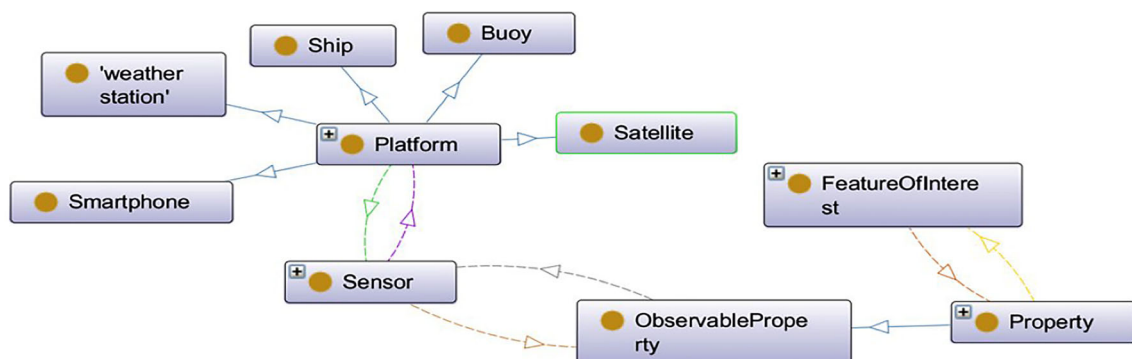 Ship
Buoy
'weather
station'
Platform
Satellite
Smartphone
FeatureOfIntere
st
Sensor
ObservablePrope
rty
Property